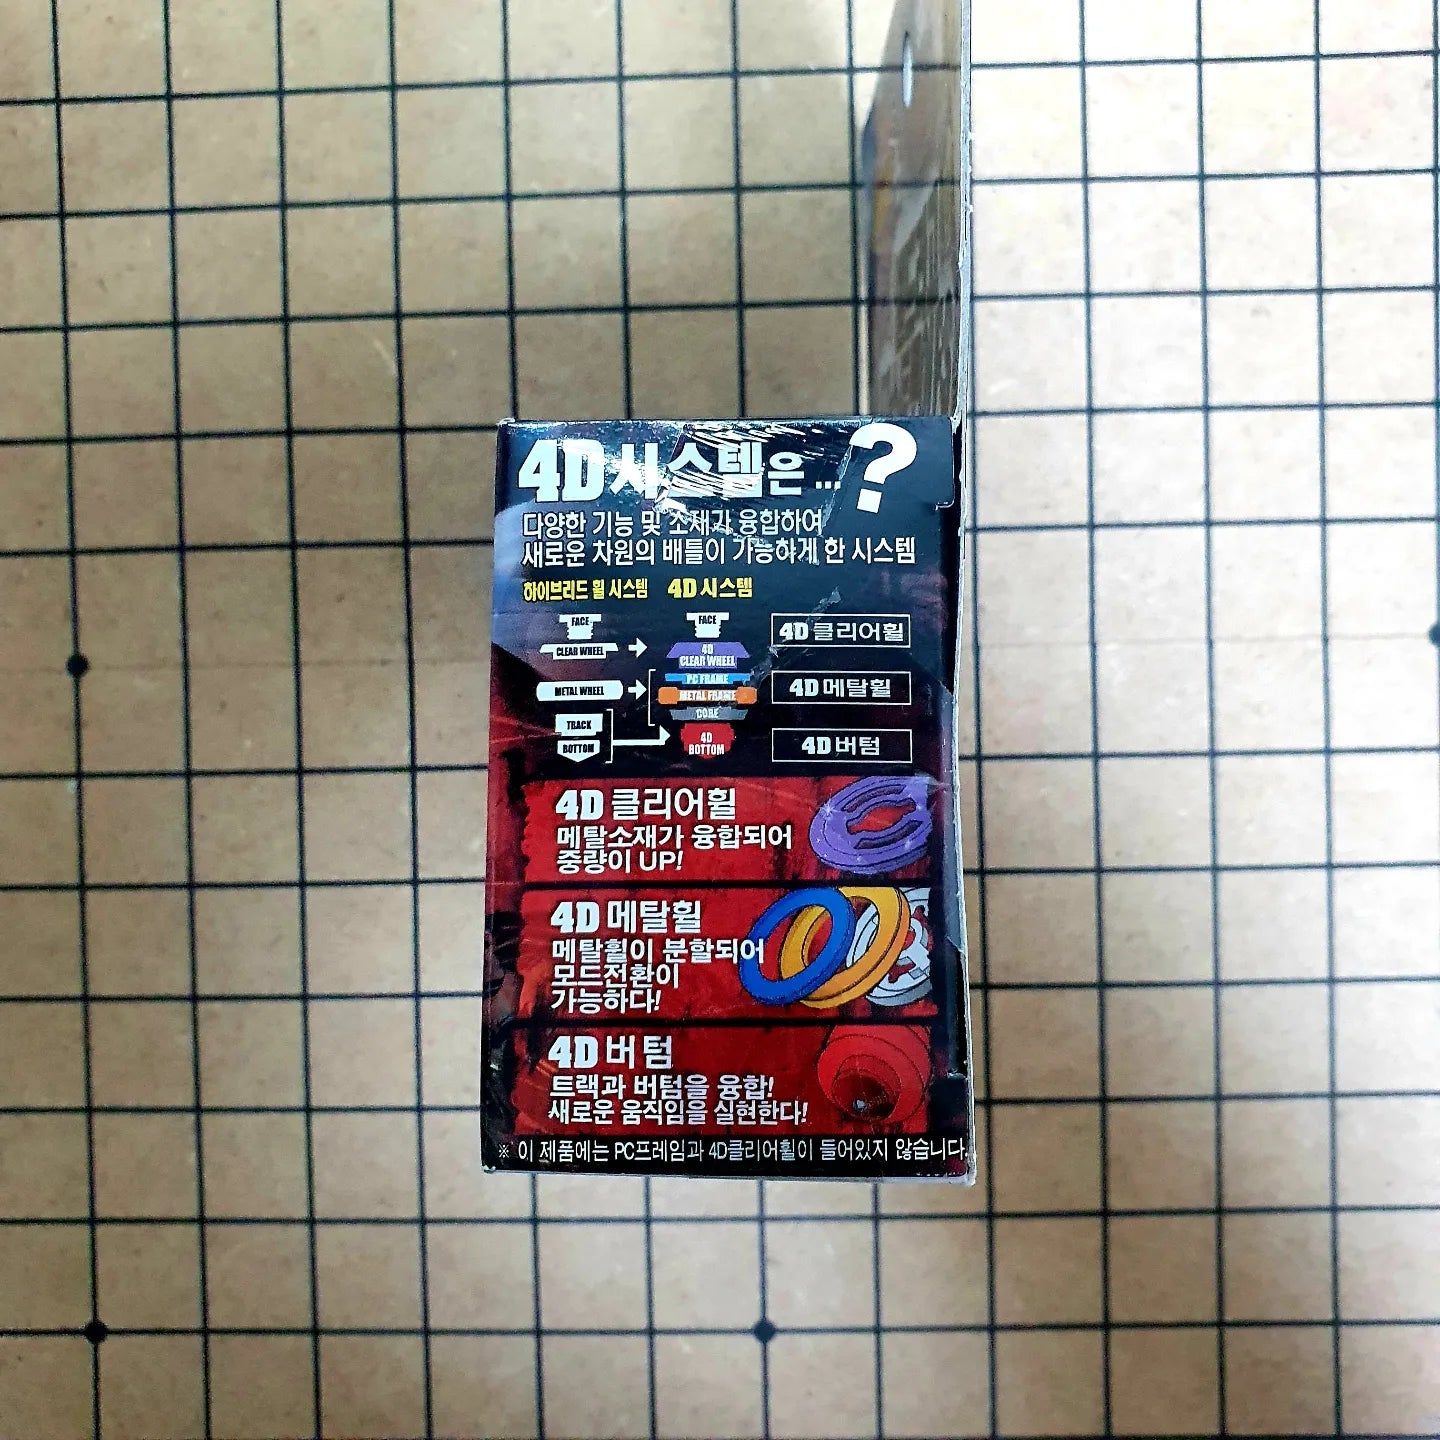 4D시스템은...?
다양한 기능 및 소재가 융합하여
새로운 차원의 배틀이 가능하게 한 시스템
하이브리드 휠 시스템 4D시스템
FACE
CLEAR WHEEL
METAL WHEEL
TRACK
BOTTOM
FACE
4D
CLEAR WHEEL
PC FRAME
METAL FRAME
CORE
4D
BOTTOM
4D 클리어휠
4D 메탈휠
4D 버텀
4D 클리어휠
메탈소재가 융합되어
중량이 UP!
4D 메탈휠
메탈휠이 분할되어
모드전환이
가능하다!
4D 버텀
트랙과 버텀을 융합!
새로운 움직임을 실현한다!
※ 이 제품에는 PC프레임과 4D클리어휠이 들어있지 않습니다.